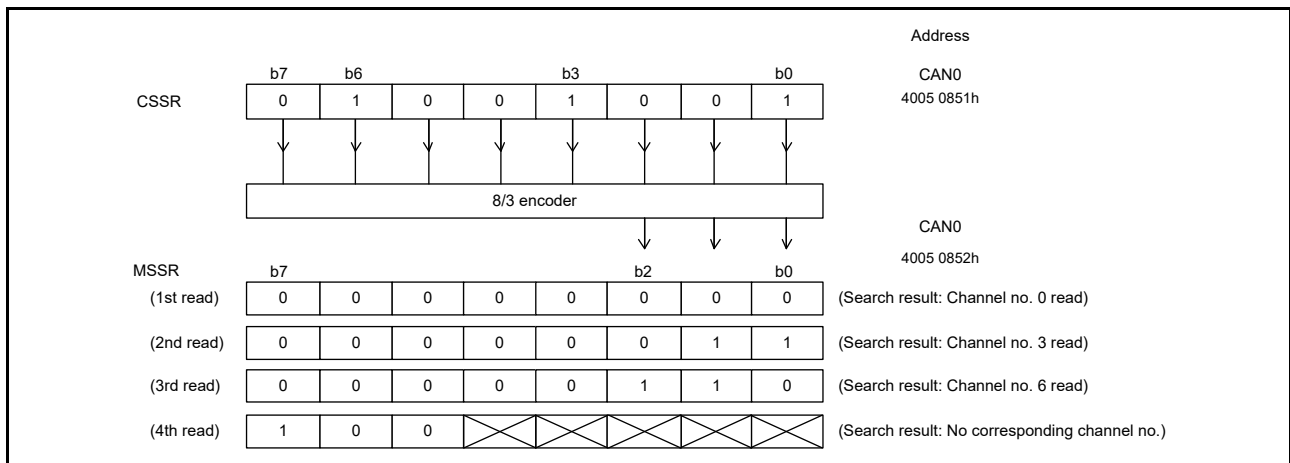 Address
b7 b6 b3 b0 CAN0
CSSR 0 1 0 0 1 0 0 1 4005 0851h
8/3 encoder
CAN0
4005 0852h
MSSR b7 b2 b0
(1st read) 0 0 0 0 0 0 0 0 (Search result: Channel no. 0 read)
(2nd read) 0 0 0 0 0 0 1 1 (Search result: Channel no. 3 read)
(3rd read) 0 0 0 0 0 1 1 0 (Search result: Channel no. 6 read)
(4th read) 1 0 0 (Search result: No corresponding channel no.)